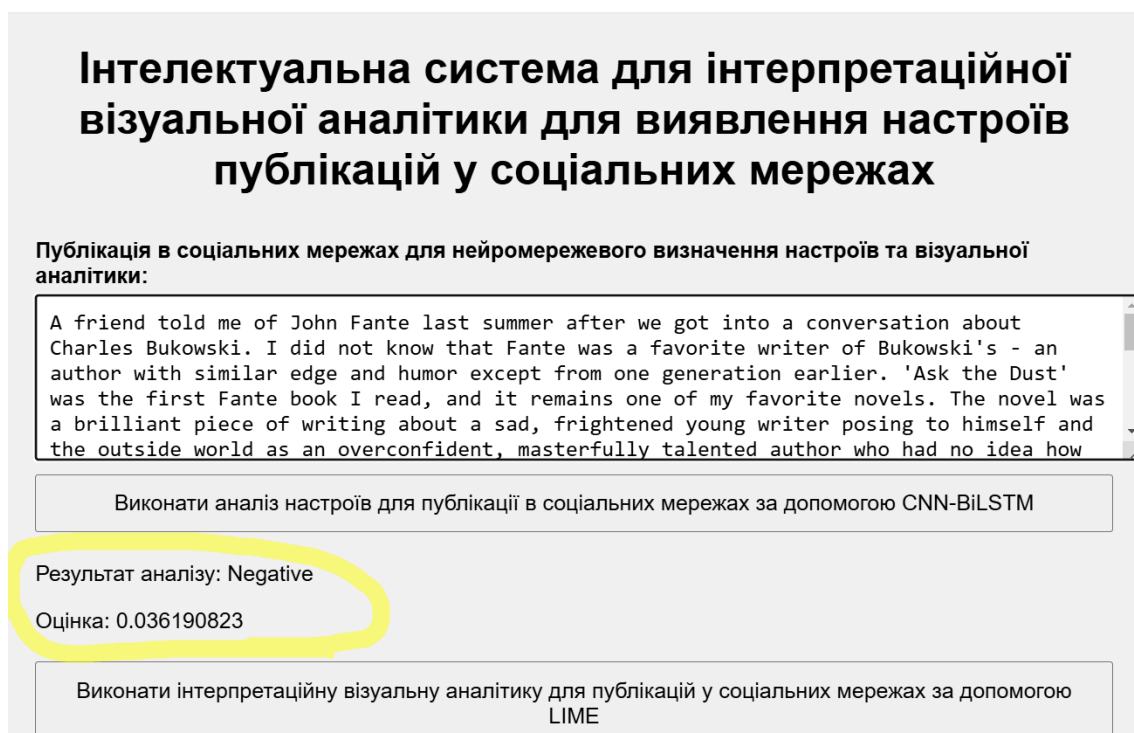 Інтелектуальна система для інтерпретаційної
візуальної аналітики для виявлення настроїв
публікацій у соціальних мережах
Публікація в соціальних мережах для нейромережевого визначення настроїв та візуальної
аналітики:
A friend told me of John Fante last summer after we got into a conversation about
Charles Bukowski. I did not know that Fante was a favorite writer of Bukowski's - an
author with similar edge and humor except from one generation earlier. 'Ask the Dust'
was the first Fante book I read, and it remains one of my favorite novels. The novel was
a brilliant piece of writing about a sad, frightened young writer posing to himself and
the outside world as an overconfident, masterfully talented author who had no idea how
Виконати аналіз настроїв для публікації в соціальних мережах за допомогою CNN-BiLSTM
Результат аналізу: Negative
Оцінка: 0.036190823
Виконати інтерпретаційну візуальну аналітику для публікацій у соціальних мережах за допомогою
LIME